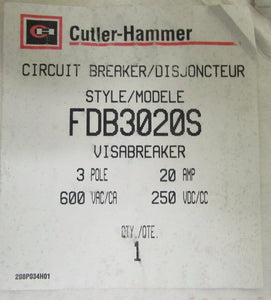 Cutler-Hammer
CIRCUIT BREAKER/DISJONCTEUR
STYLE/MODELE
FDB3020S
VISABREAKER
3 POLE 20 AMP
600 VAC/CA 250 VDC/CC
QTY./QTE.
1
208P034H01